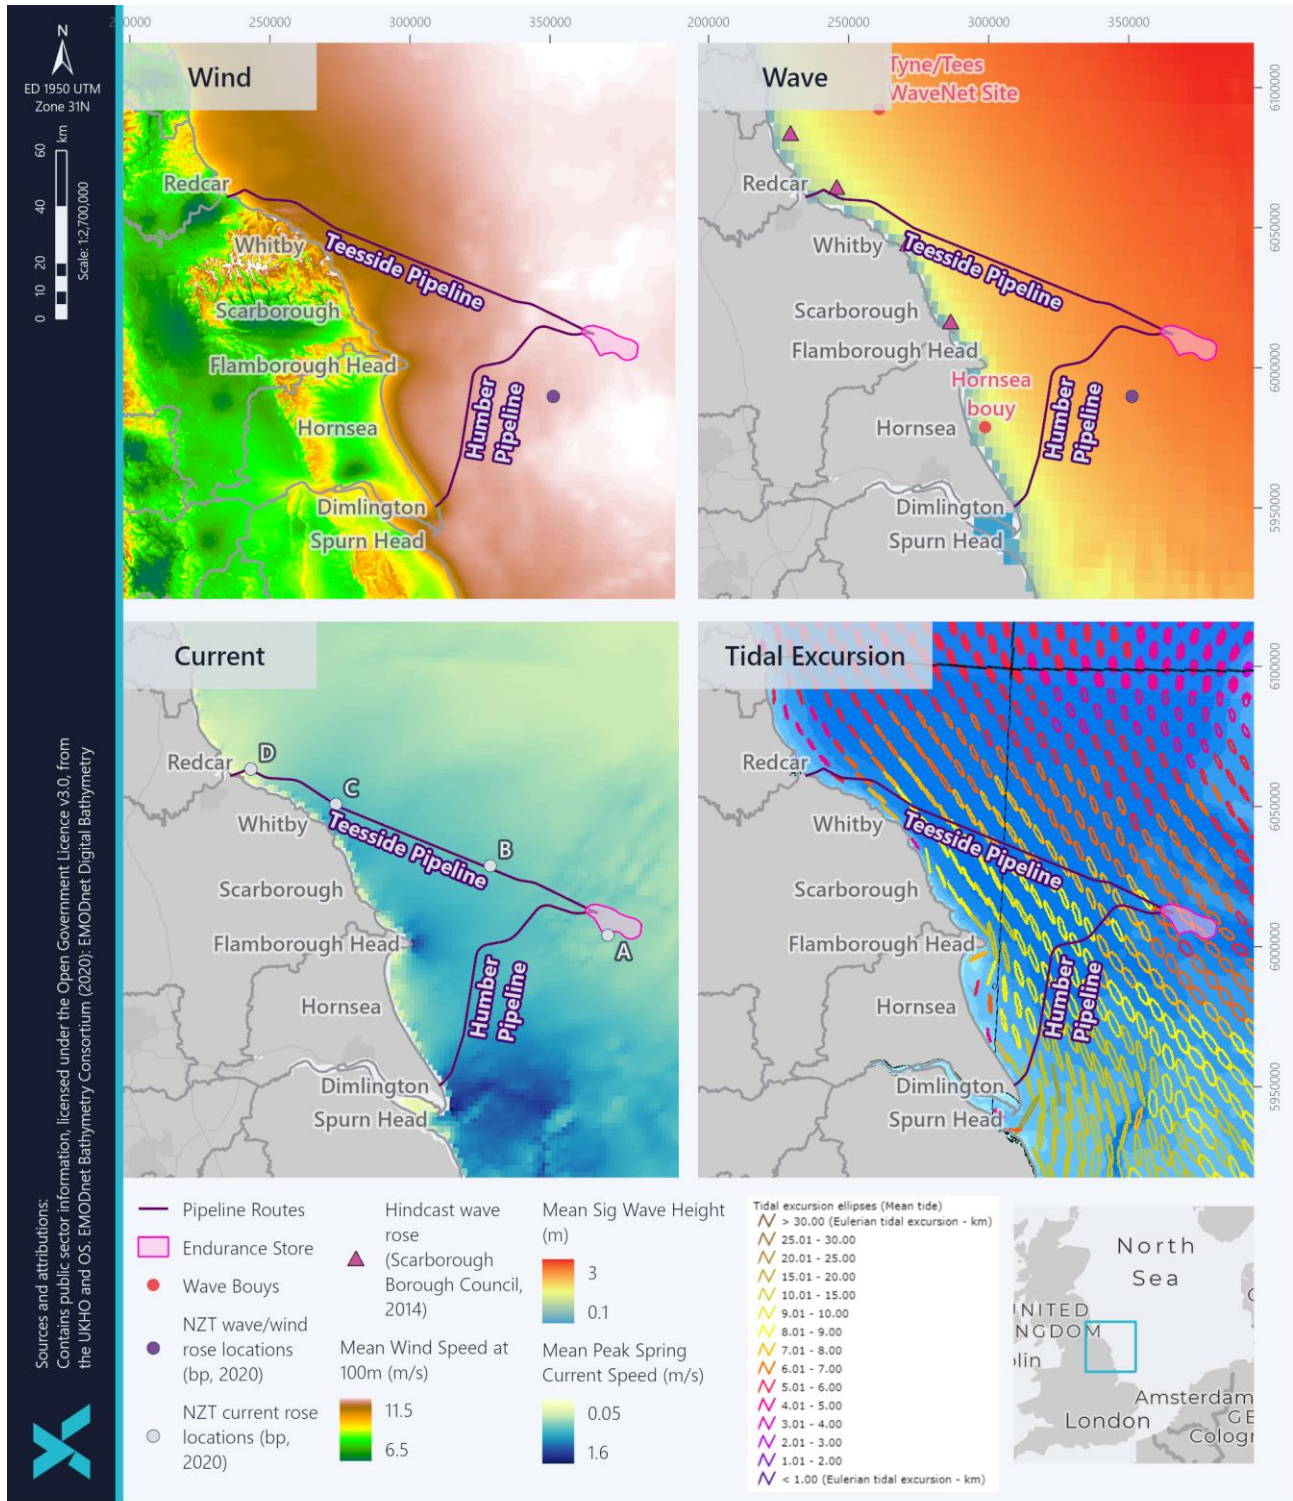 N
ED 1950 UTM
Zone 31N
0 10 20 40 60 km
Scale: 1:2,700,000
Sources and attributions:
Contains public sector information, licensed under the Open Government Licence v3.0, from
the UKHO and OS. EMODnet Bathymetry Consortium (2020): EMODnet Digital Bathymetry
200000 250000 300000 350000
Wind
Redcar
Whitby
Teesside Pipeline
Scarborough
Flamborough Head
Humber
Pipeline
Hornsea
Dimlington
Spurn Head
200000 250000 300000 350000
Wave
Tyne/Tees
WaveNet Site
Redcar
Whitby
Teesside Pipeline
Scarborough
Flamborough Head
Hornsea
bouy
Humber
Pipeline
Hornsea
Dimlington
Spurn Head
6100000
6050000
6000000
5950000
Current
Redcar
D
C
Whitby
Teesside Pipeline
B
Scarborough
Flamborough Head
A
Humber
Pipeline
Hornsea
Dimlington
Spurn Head
Tidal Excursion
Redcar
Whitby
Teesside Pipeline
Scarborough
Flamborough Head
Humber
Pipeline
Hornsea
Dimlington
Spurn Head
6100000
6050000
6000000
5950000
Pipeline Routes
Endurance Store
Wave Bouys
NZT wave/wind
rose locations
(bp, 2020)
NZT current rose
locations (bp,
2020)
Hindcast wave
rose
(Scarborough
Borough Council,
2014)
Mean Wind Speed at
100m (m/s)
11.5
6.5
Mean Sig Wave Height
(m)
3
0.1
Mean Peak Spring
Current Speed (m/s)
0.05
1.6
Tidal excursion ellipses (Mean tide)
> 30.00 (Eulerian tidal excursion - km)
25.01 - 30.00
20.01 - 25.00
15.01 - 20.00
10.01 - 15.00
9.01 - 10.00
8.01 - 9.00
7.01 - 8.00
6.01 - 7.00
5.01 - 6.00
4.01 - 5.00
3.01 - 4.00
2.01 - 3.00
1.01 - 2.00
< 1.00 (Eulerian tidal excursion - km)
North
Sea
UNITED
NGDOM
lin
Amsterdam
GE
London
Cologn